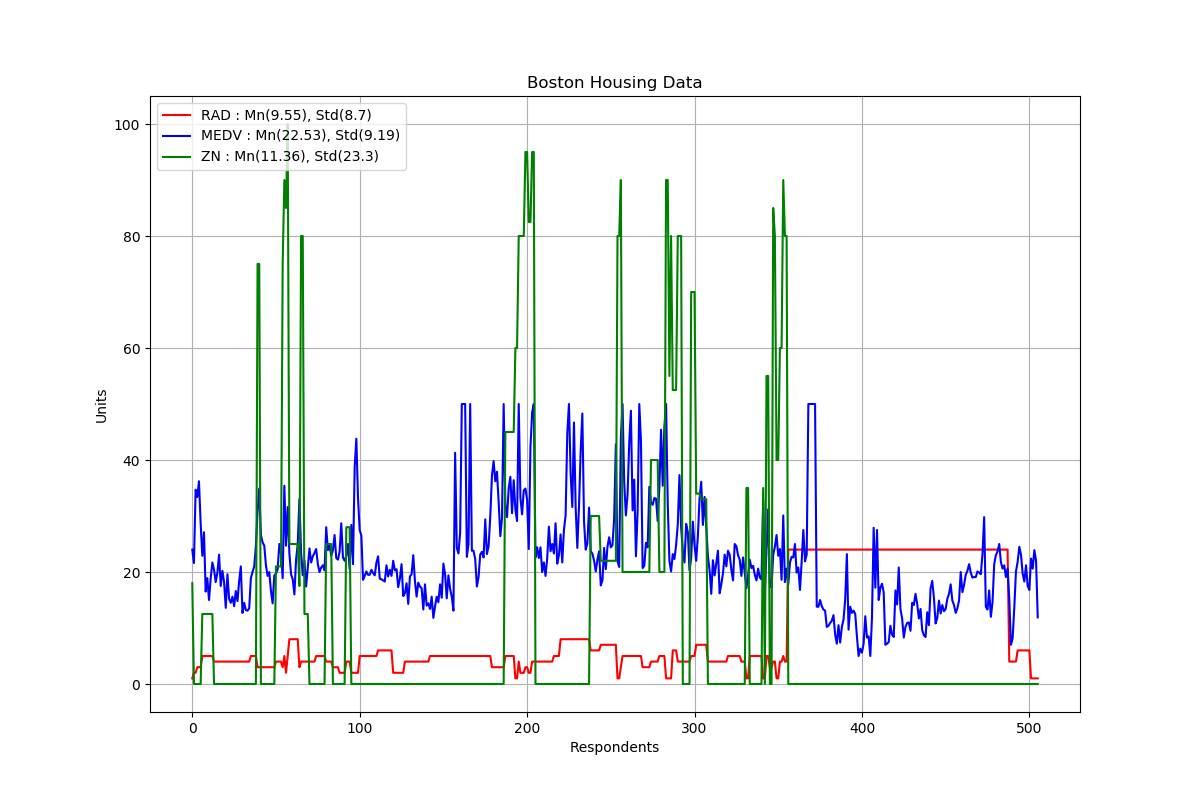 Boston Housing Data
RAD : Mn(9.55), Std(8.7)
MEDV : Mn(22.53), Std(9.19)
ZN : Mn(11.36), Std(23.3)
100
80
60
40
20
0
Units
0 100 200 300 400 500
Respondents